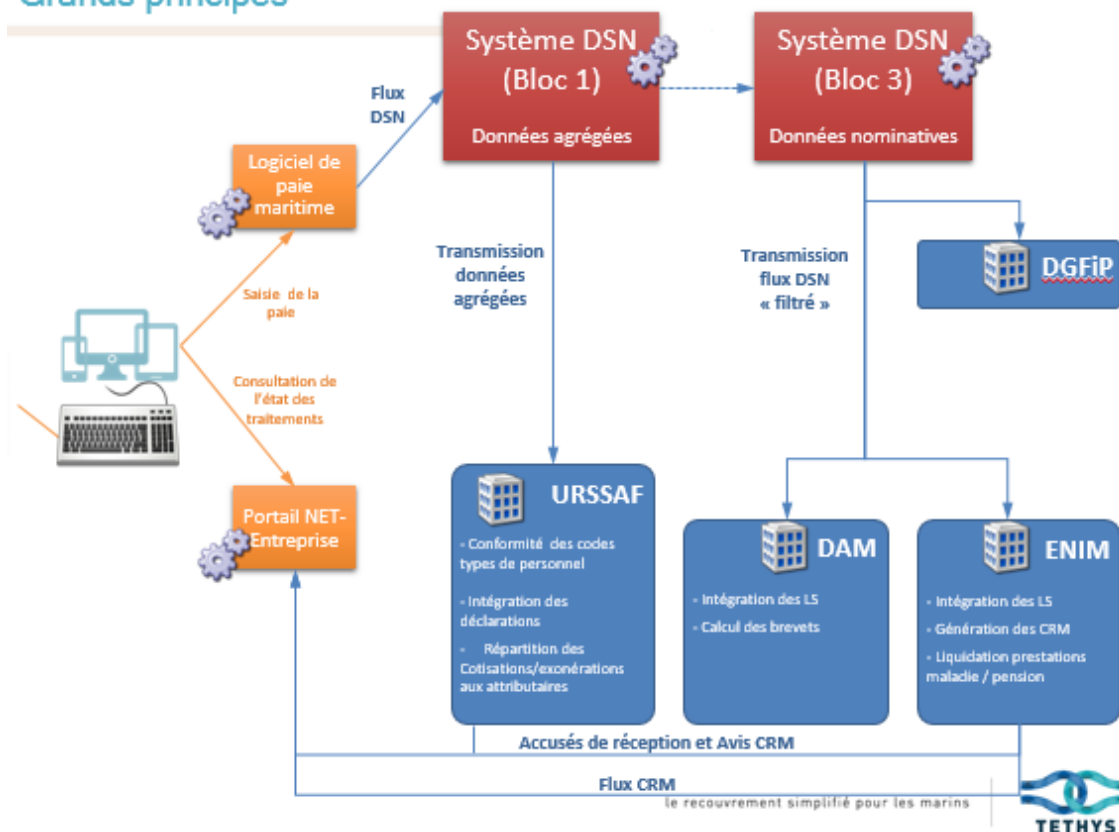 Grands principes
Système DSN
(Bloc 1)
Données agrégées
Système DSN
(Bloc 3)
Données nominatives
Flux
DSN
Logiciel de
paie
maritime
Transmission
données
agrégées
Transmission
flux DSN
« filtré »
DGFiP
Saisie de la
paie
Consultation de
l'état des
traitements
Portail NET-
Entreprise
URSSAF
- Conformité des codes
types de personnel
- Intégration des
déclarations
- Répartition des
Cotisations/exonérations
aux attributaires
DAM
- Intégration des LS
- Calcul des brevets
ENIM
- Intégration des LS
- Génération des CRM
- Liquidation prestations
maladie / pension
Accusés de réception et Avis CRM
Flux CRM
le recouvrement simplifié pour les marins
TETHYS